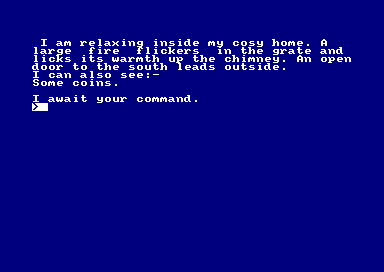 I am relaxing inside my cosy home. A
large  fire  flickers  in the grate and
licks its warmth up the chimney. An open
door to the south leads outside.
I can also see:-
Some coins.
I await your command.
>